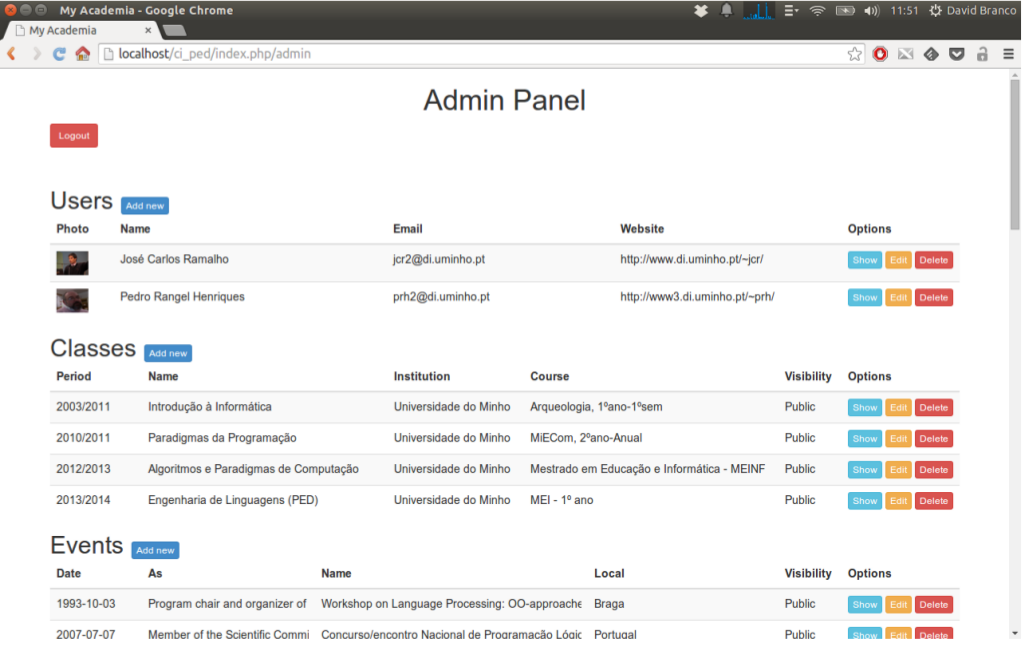 My Academia - Google Chrome 11:51 David Branco
My Academia
localhost/ci_ped/index.php/admin
Admin Panel
Logout
Users Add new
Photo Name Email Website Options
José Carlos Ramalho jcr2@di.uminho.pt http://www.di.uminho.pt/~jcr/ Show Edit Delete
Pedro Rangel Henriques prh2@di.uminho.pt http://www3.di.uminho.pt/~prh/ Show Edit Delete
Classes Add new
Period Name Institution Course Visibility Options
2003/2011 Introdução à Informática Universidade do Minho Arqueologia, 1ºano-1ºsem Public Show Edit Delete
2010/2011 Paradigmas da Programação Universidade do Minho MiECom, 2ºano-Anual Public Show Edit Delete
2012/2013 Algoritmos e Paradigmas de Computação Universidade do Minho Mestrado em Educação e Informática - MEINF Public Show Edit Delete
2013/2014 Engenharia de Linguagens (PED) Universidade do Minho MEI - 1º ano Public Show Edit Delete
Events Add new
Date As Name Local Visibility Options
1993-10-03 Program chair and organizer of Workshop on Language Processing: OO-approache Braga Public Show Edit Delete
2007-07-07 Member of the Scientific Commi Concurso/encontro Nacional de Programação Lógic Portugal Public Show Edit Delete